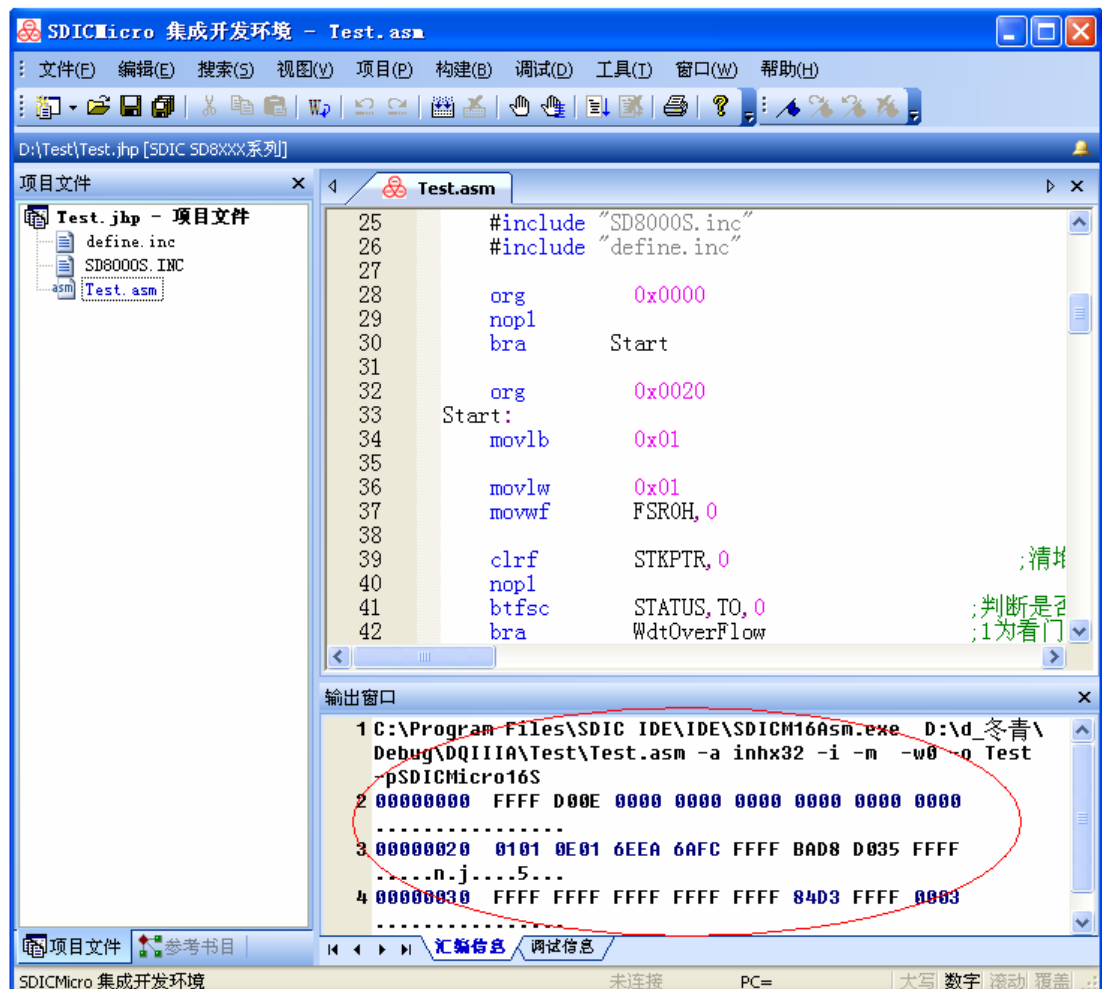 SDICMicro 集成开发环境 - Test.asm
文件(F) 编辑(E) 搜索(S) 视图(V) 项目(P) 构建(B) 调试(D) 工具(T) 窗口(W) 帮助(H)
D:\Test\Test.jhp [SDIC SD8XXX系列]
项目文件
Test.jhp - 项目文件
define.inc
SD8000S.INC
Test.asm
Test.asm
25 #include "SD8000S.inc"
26 #include "define.inc"
27
28 org 0x0000
29 nop1
30 bra Start
31
32 org 0x0020
33 Start:
34 movlb 0x01
35
36 movlw 0x01
37 movwf FSR0H,0
38
39 clrf STKPTR,0 ;清堆
40 nop1
41 btfsc STATUS,TO,0 ;判断是否
42 bra WdtOverFlow ;1为看门
输出窗口
1 C:\Program Files\SDIC IDE\IDE\SDICM16Asm.exe D:\d_冬青\
Debug\DQIIIA\Test\Test.asm -a inhx32 -i -m -w0 -o Test
-pSDICMicro16S
2 00000000 FFFF D00E 0000 0000 0000 0000 0000 0000
................
3 00000020 0101 0E01 6EEA 6AFC FFFF BAD8 D035 FFFF
.....n.j....5...
4 00000030 FFFF FFFF FFFF FFFF FFFF 84D3 FFFF 0003
................
项目文件 参考书目
汇编信息 调试信息
SDICMicro 集成开发环境 未连接 PC= 大写 数字 滚动 覆盖